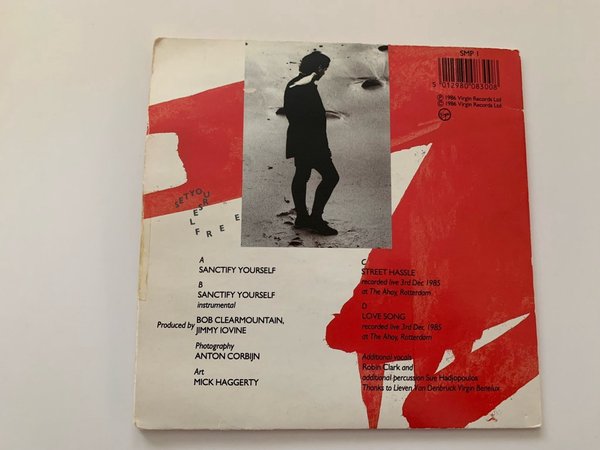 SMP 1
5 012980 083008
℗ 1986 Virgin Records Ltd
© 1986 Virgin Records Ltd
Virgin
SET YOURSELF FREE
A
SANCTIFY YOURSELF
B
SANCTIFY YOURSELF
instrumental
Produced by BOB CLEARMOUNTAIN,
JIMMY IOVINE
Photography
ANTON CORBIJN
Art
MICK HAGGERTY
C
STREET HASSLE
recorded live 3rd Dec 1985
at The Ahoy, Rotterdam
D
LOVE SONG
recorded live 3rd Dec 1985
at The Ahoy, Rotterdam
Additional vocals
Robin Clark and
additional percussion Sue Hadjopoulos
Thanks to Lieven Van Denbruck Virgin Benelux